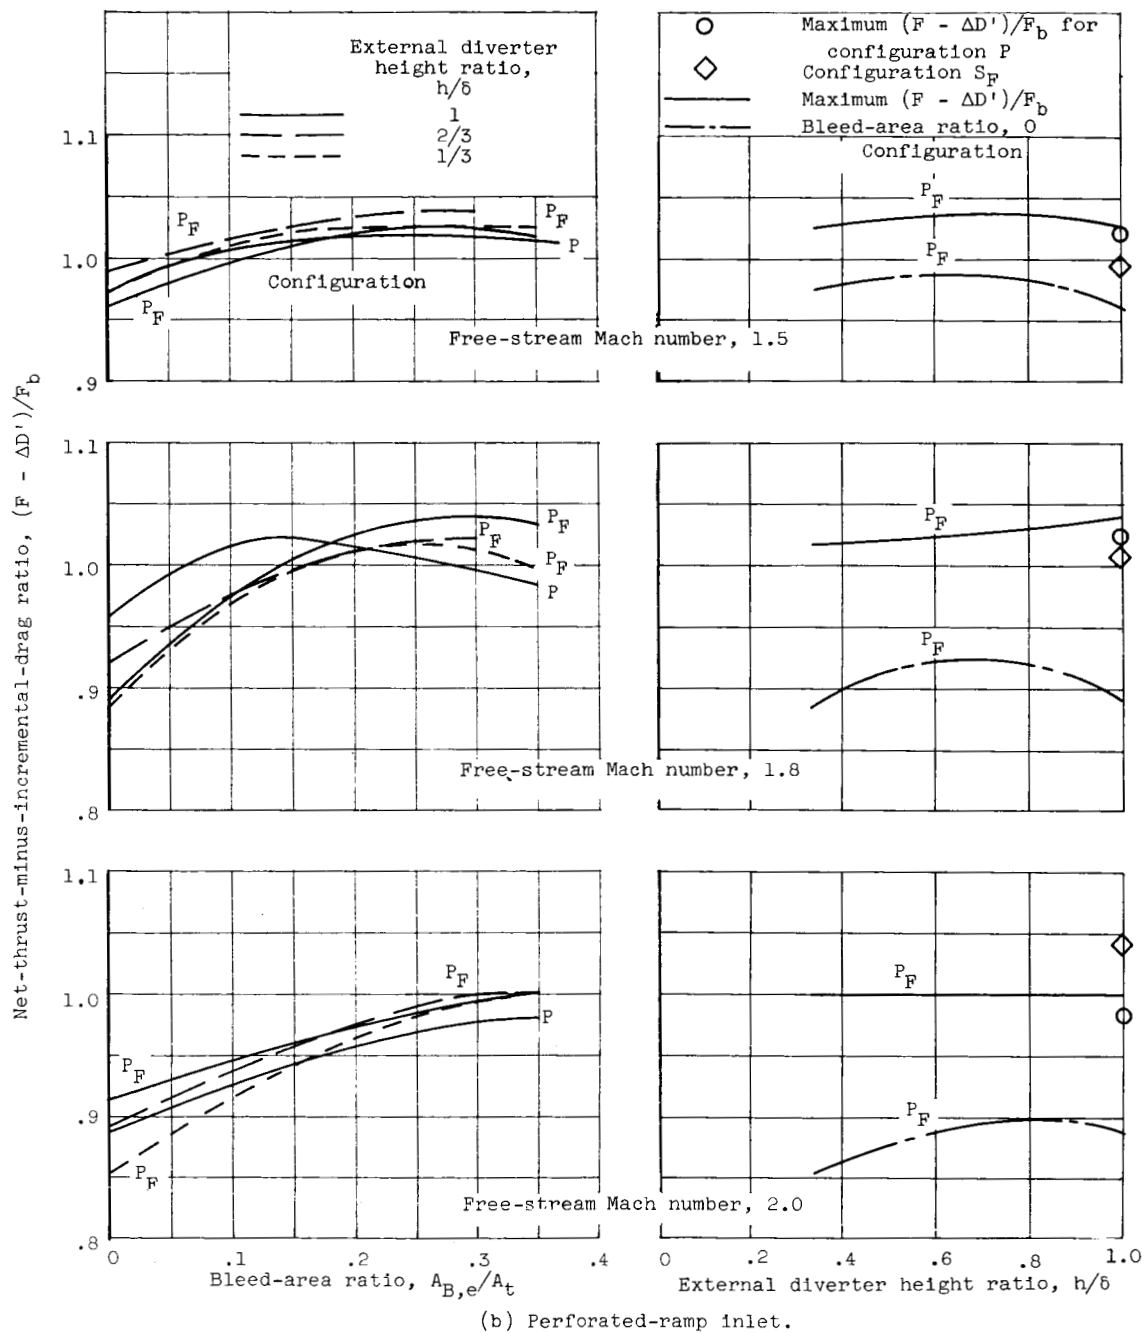 External diverter
height ratio,
h/δ
1
2/3
1/3
Maximum (F - ΔD')/F_b for
configuration P
Configuration S_F
Maximum (F - ΔD')/F_b
Bleed-area ratio, 0
Configuration
Net-thrust-minus-incremental-drag ratio, (F - ΔD')/F_b
1.1
1.0
.9
P_F
P_F
P
P_F
Configuration
P_F
P_F
Free-stream Mach number, 1.5
1.1
1.0
.9
.8
P_F
P_F
P_F
P
P_F
P_F
Free-stream Mach number, 1.8
1.1
1.0
.9
.8
P_F
P
P_F
P_F
P_F
P_F
Free-stream Mach number, 2.0
0 .1 .2 .3 .4
Bleed-area ratio, A_B,e/A_t
0 0.2 .4 .6 .8 1.0
External diverter height ratio, h/δ
(b) Perforated-ramp inlet.